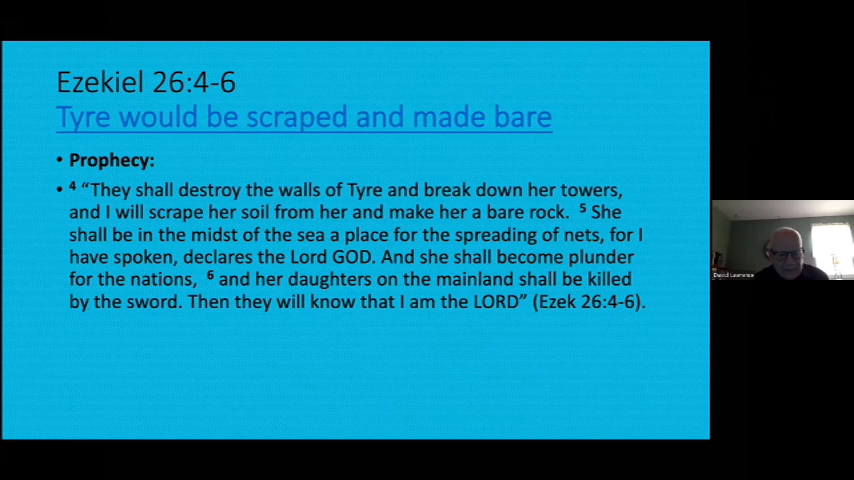 Ezekiel 26:4-6
Tyre would be scraped and made bare
• Prophecy:
• 4 “They shall destroy the walls of Tyre and break down her towers,
and I will scrape her soil from her and make her a bare rock. 5 She
shall be in the midst of the sea a place for the spreading of nets, for I
have spoken, declares the Lord GOD. And she shall become plunder
for the nations, 6 and her daughters on the mainland shall be killed
by the sword. Then they will know that I am the LORD” (Ezek 26:4-6).
David Lawrence